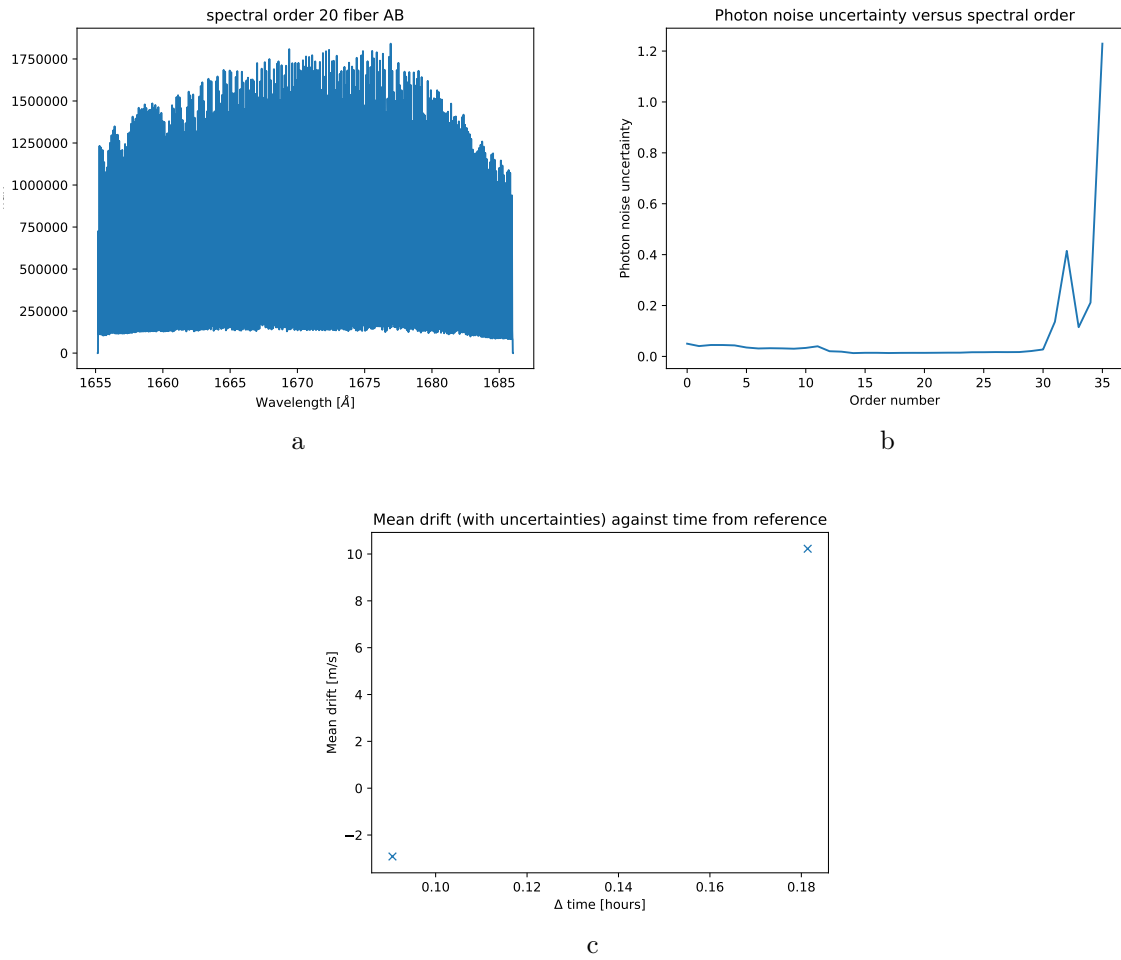 spectral order 20 fiber AB
1750000
1500000
1250000
1000000
750000
500000
250000
0
1655 1660 1665 1670 1675 1680 1685
Wavelength [Å]
a
Photon noise uncertainty versus spectral order
Photon noise uncertainty
1.2
1.0
0.8
0.6
0.4
0.2
0.0
0 5 10 15 20 25 30 35
Order number
b
Mean drift (with uncertainties) against time from reference
Mean drift [m/s]
10
8
6
4
2
0
−2
0.10 0.12 0.14 0.16 0.18
Δ time [hours]
c